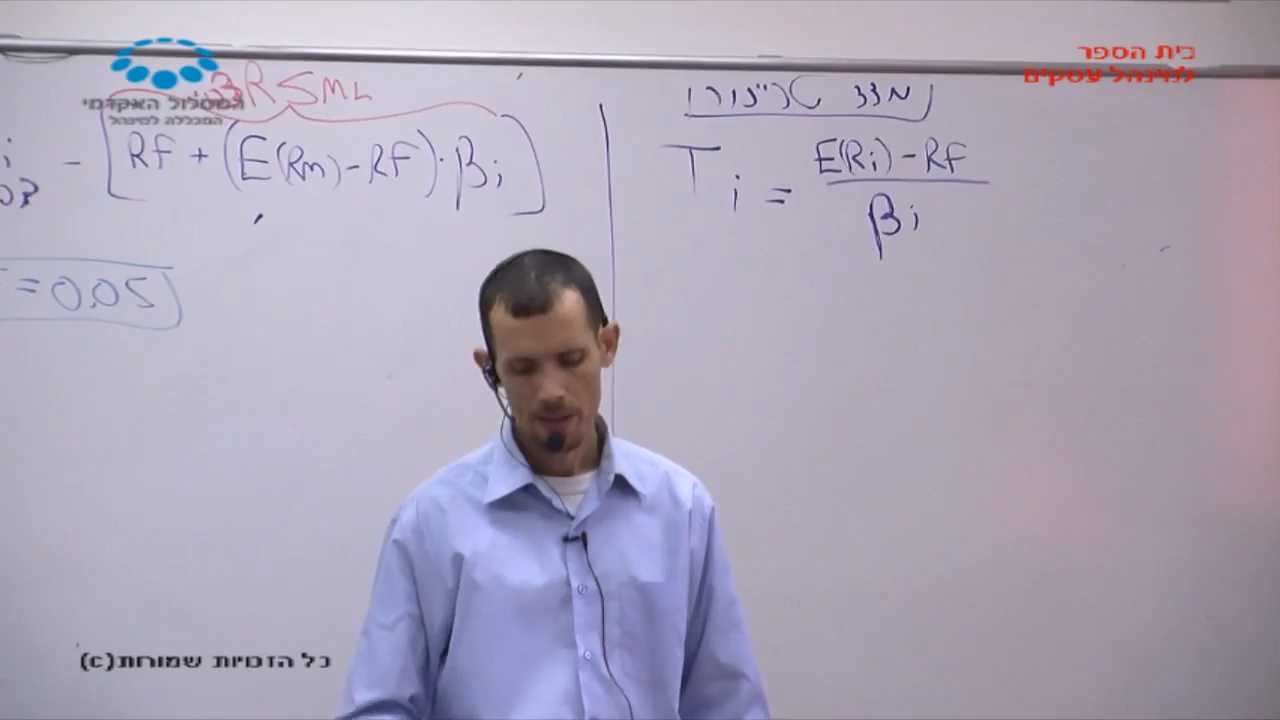 בית הספר
למינהל עסקים
המסלול האקדמי
המכללה למינהל
R SML
- [Rf + (E(Rm) - Rf) · βi]
= 0.05
מדד טריינור
Ti = E(Ri) - Rf / βi
כל הזכויות שמורות(c)